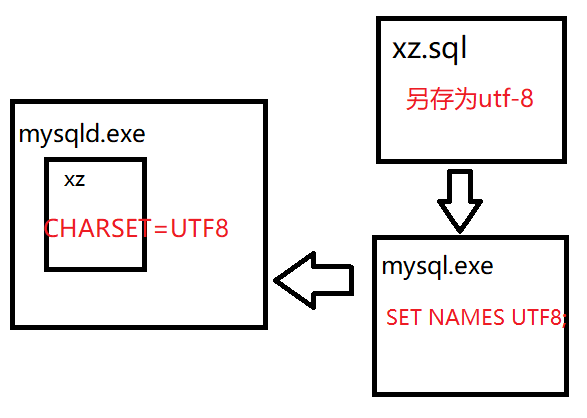 xz.sql
另存为utf-8
mysqld.exe
xz
CHARSET=UTF8
mysql.exe
SET NAMES UTF8;